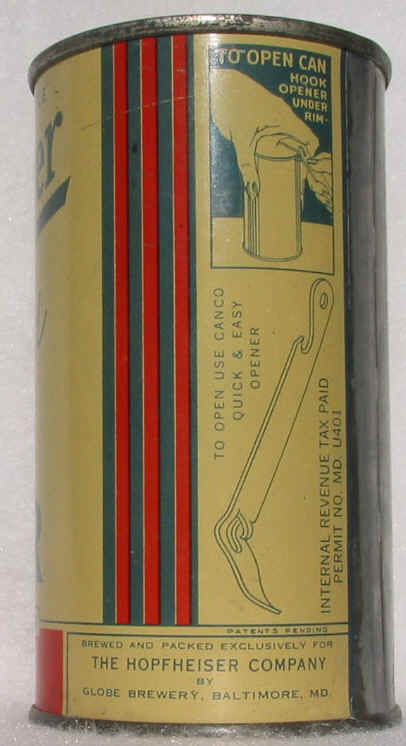 TO OPEN CAN
HOOK
OPENER
UNDER
RIM-
TO OPEN USE CANCO
QUICK & EASY
OPENER
INTERNAL REVENUE TAX PAID
PERMIT NO. MD. U401
PATENTS PENDING
BREWED AND PACKED EXCLUSIVELY FOR
THE HOPFHEISER COMPANY
BY
GLOBE BREWERY, BALTIMORE, MD.